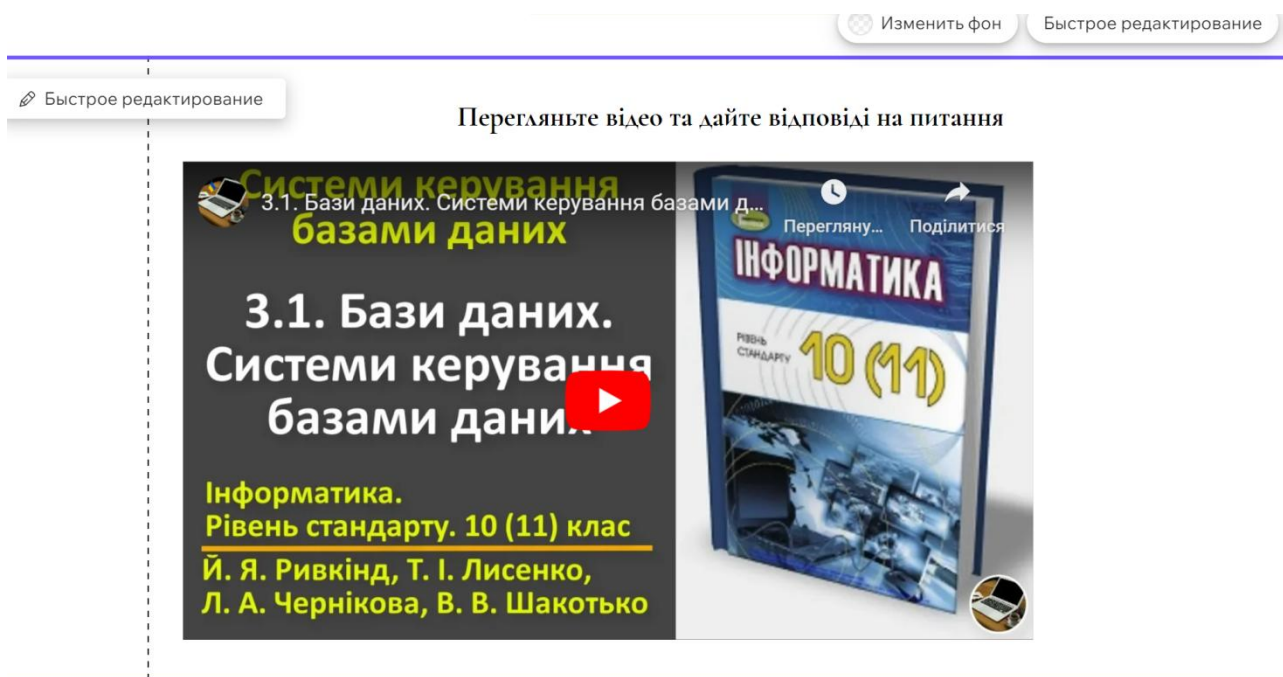 Изменить фон
Быстрое редактирование
Быстрое редактирование
Перегляньте відео та дайте відповіді на питання
Системи керування
базами даних
3.1. Бази даних. Системи керування базами д...
Перегляну...
Поділитися
3.1. Бази даних.
Системи керування
базами даних
Інформатика.
Рівень стандарту. 10 (11) клас
Й. Я. Ривкінд, Т. І. Лисенко,
Л. А. Чернікова, В. В. Шакотько
ІНФОРМАТИКА
РІВЕНЬ
СТАНДАРТУ
10 (11)